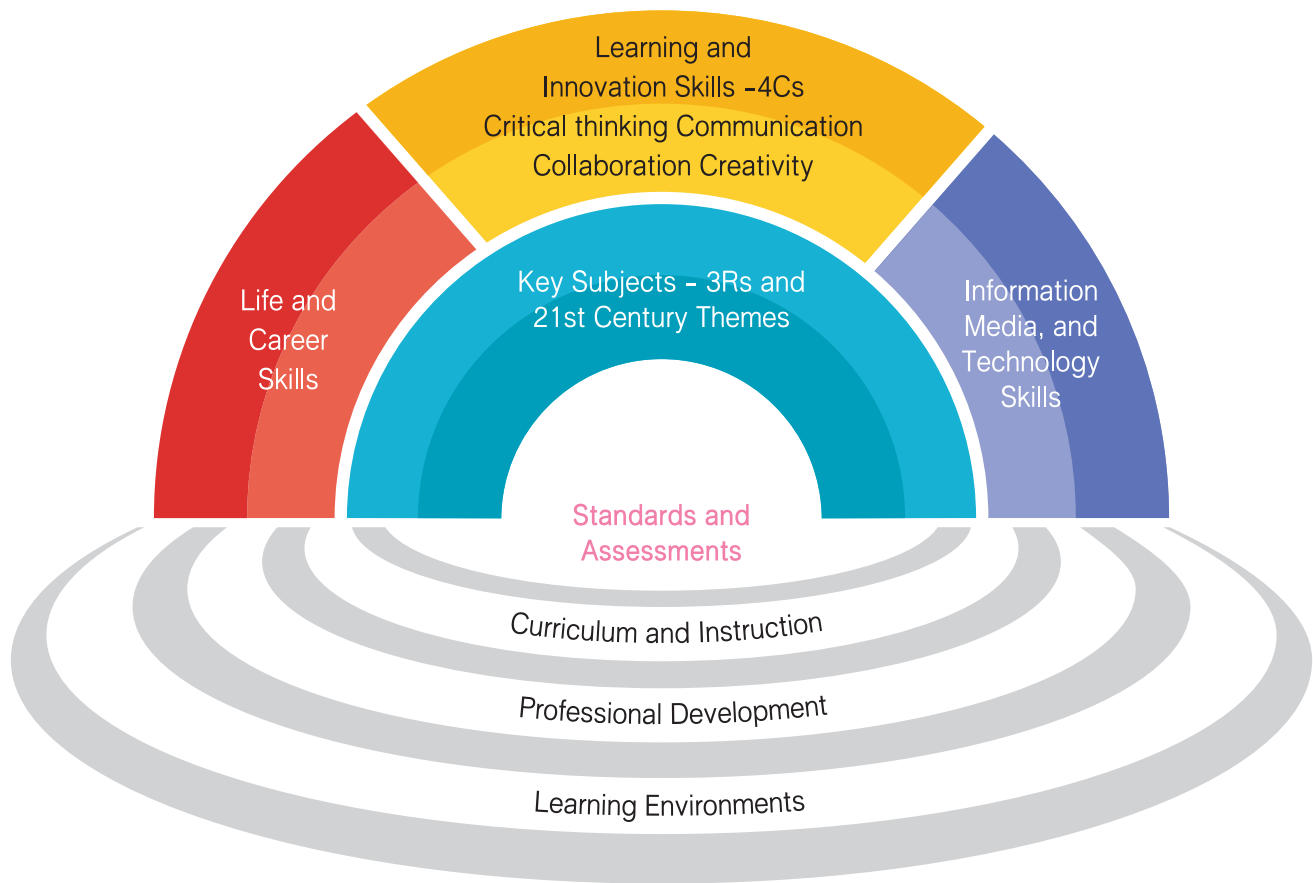 Learning and
Innovation Skills -4Cs
Critical thinking Communication
Collaboration Creativity
Life and
Career
Skills
Key Subjects - 3Rs and
21st Century Themes
Information
Media, and
Technology
Skills
Standards and
Assessments
Curriculum and Instruction
Professional Development
Learning Environments